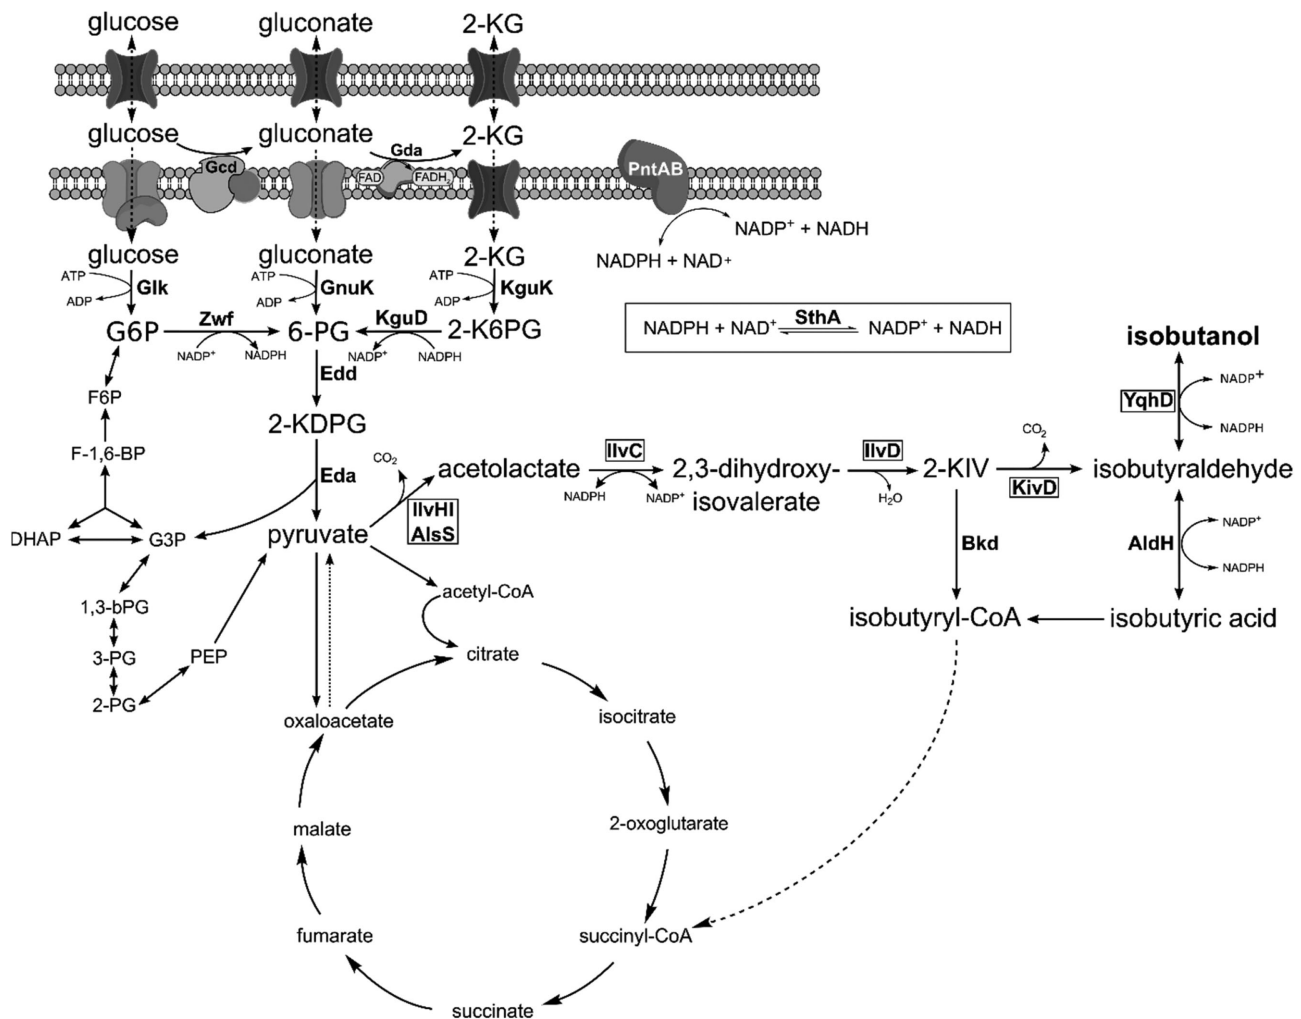 glucose gluconate 2-KG
glucose gluconate 2-KG
Gda
Gcd
FAD FADH₂
PntAB
NADP⁺ + NADH
NADPH + NAD⁺
glucose gluconate 2-KG
ATP ATP ATP
Glk GnuK KguK
ADP ADP ADP
G6P Zwf 6-PG KguD 2-K6PG
NADP⁺ NADPH NADP⁺ NADPH
SthA
NADPH + NAD⁺ NADP⁺ + NADH
isobutanol
NADP⁺
YqhD
NADPH
Edd
F6P
2-KDPG
F-1,6-BP
Eda
CO₂
acetolactate
IlvC
NADPH NADP⁺
2,3-dihydroxy-
isovalerate
IlvD
H₂O
2-KIV
CO₂
KivD
isobutyraldehyde
IlvHI
AlsS
DHAP G3P pyruvate
Bkd
AldH
NADP⁺
NADPH
acetyl-CoA
1,3-bPG
isobutyryl-CoA isobutyric acid
3-PG PEP
citrate
2-PG
oxaloacetate
isocitrate
malate
2-oxoglutarate
fumarate
succinyl-CoA
succinate